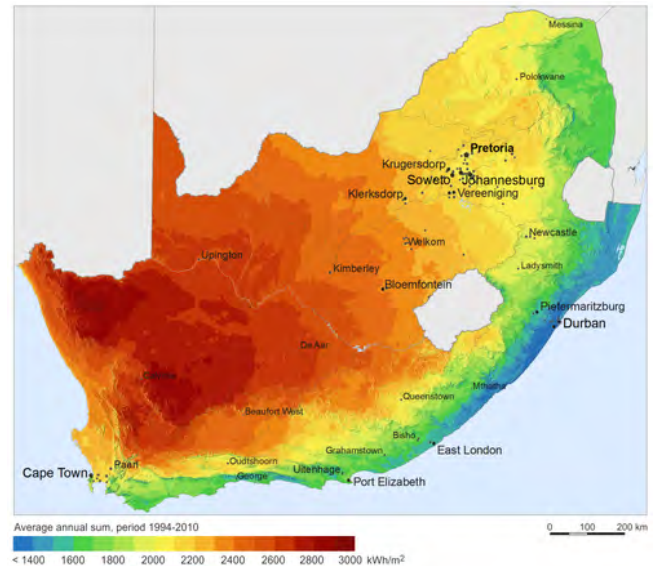 Messina
Polokwane
Pretoria
Krugersdorp
Soweto
Johannesburg
Vereeniging
Klerksdorp
Welkom
Newcastle
Upington
Kimberley
Ladysmith
Bloemfontein
Pietermaritzburg
Durban
De Aar
Mthatha
Queenstown
Beaufort West
Bisho
East London
Grahamstown
Cape Town
Paarl
Oudtshoorn
Uitenhage
George
Port Elizabeth
Average annual sum, period 1994-2010
0 100 200 km
< 1400 1600 1800 2000 2200 2400 2600 2800 3000 kWh/m²